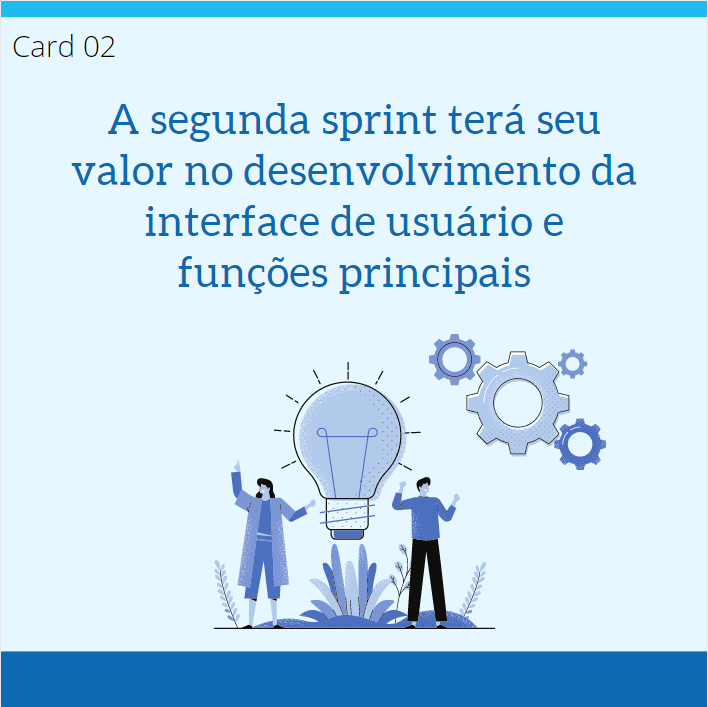 Card 02
A segunda sprint terá seu
valor no desenvolvimento da
interface de usuário e
funções principais